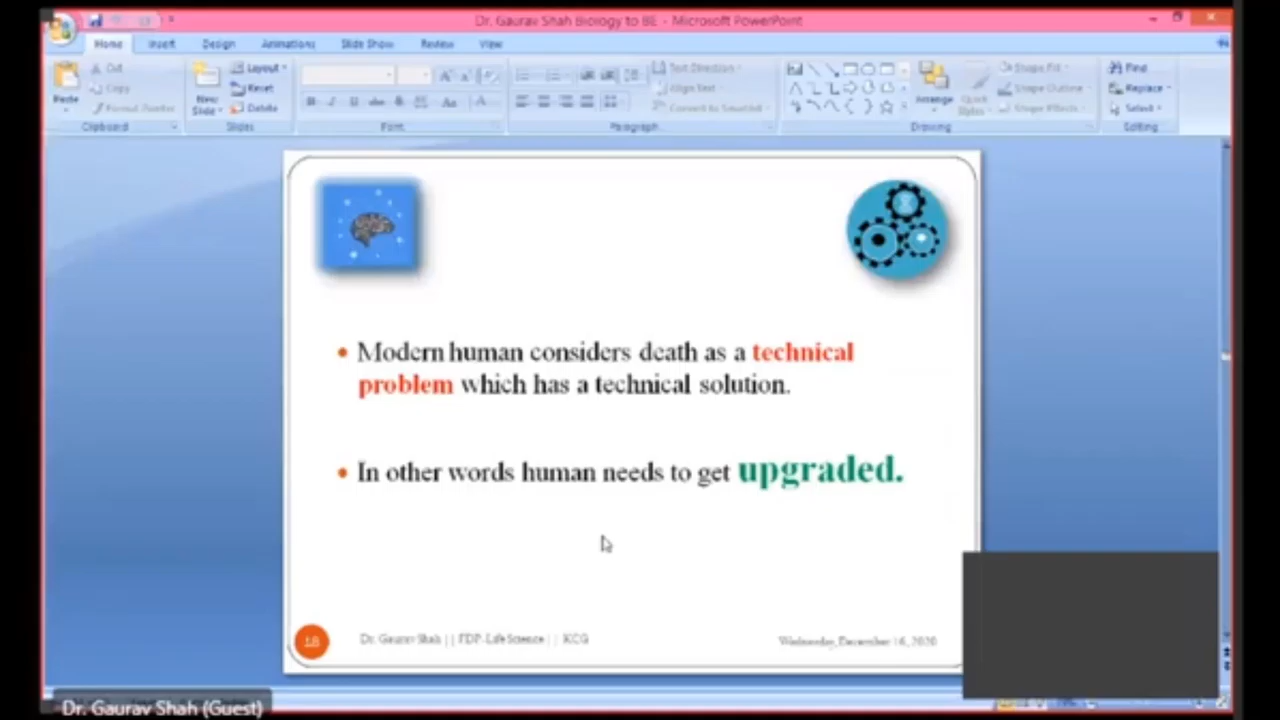 Dr. Gaurav Shah Biology to BE - Microsoft PowerPoint
Home Insert Design Animations Slide Show Review View
Cut Layout Text Direction Shape Fill Find
Paste Copy New Slide Reset Align Text Arrange Quick Styles Shape Outline Replace
Format Painter Delete Convert to SmartArt Shape Effects Select
Clipboard Slides Font Paragraph Drawing Editing
Modern human considers death as a technical
problem which has a technical solution.
In other words human needs to get upgraded.
18 Dr. Gaurav Shah || FDP-Life Science || KCG Wednesday, December 16, 2020
Dr. Gaurav Shah (Guest)